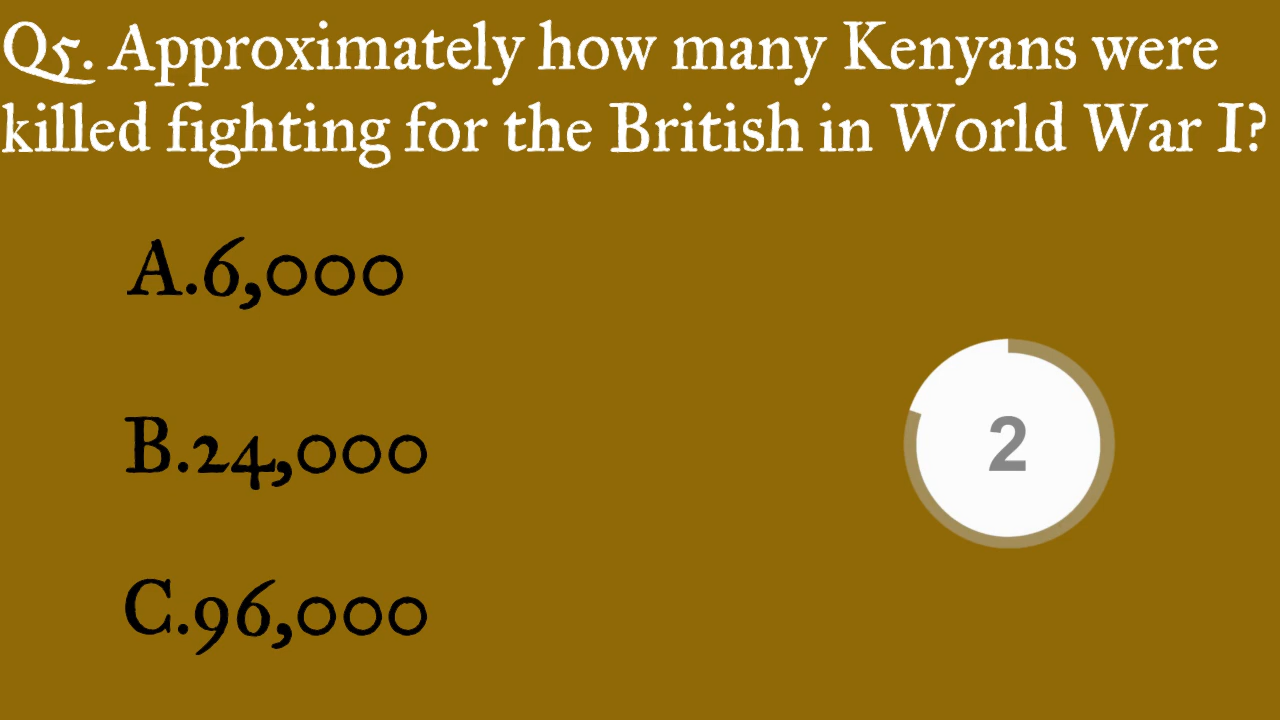 Q5. Approximately how many Kenyans were
killed fighting for the British in World War I?
A.6,000
B.24,000
2
C.96,000